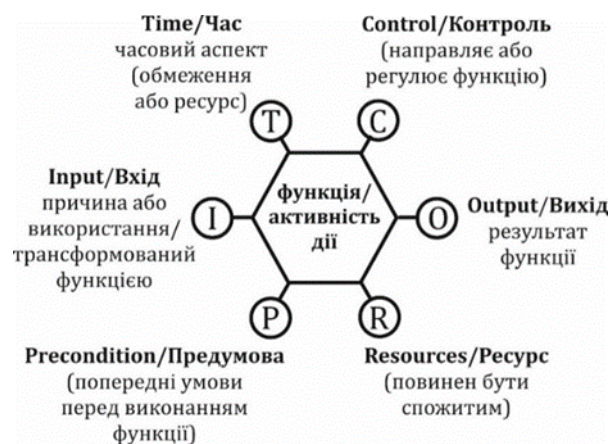 Time/Час
часовий аспект
(обмеження
або ресурс)
Control/Контроль
(направляє або
регулює функцію)
T
C
Input/Вхід
причина або
використання/
трансформований
функцією
I
функція/
активність
дії
O
Output/Вихід
результат
функції
P
R
Precondition/Предумова
(попередні умови
перед виконанням
функції)
Resources/Ресурс
(повинен бути
спожитим)